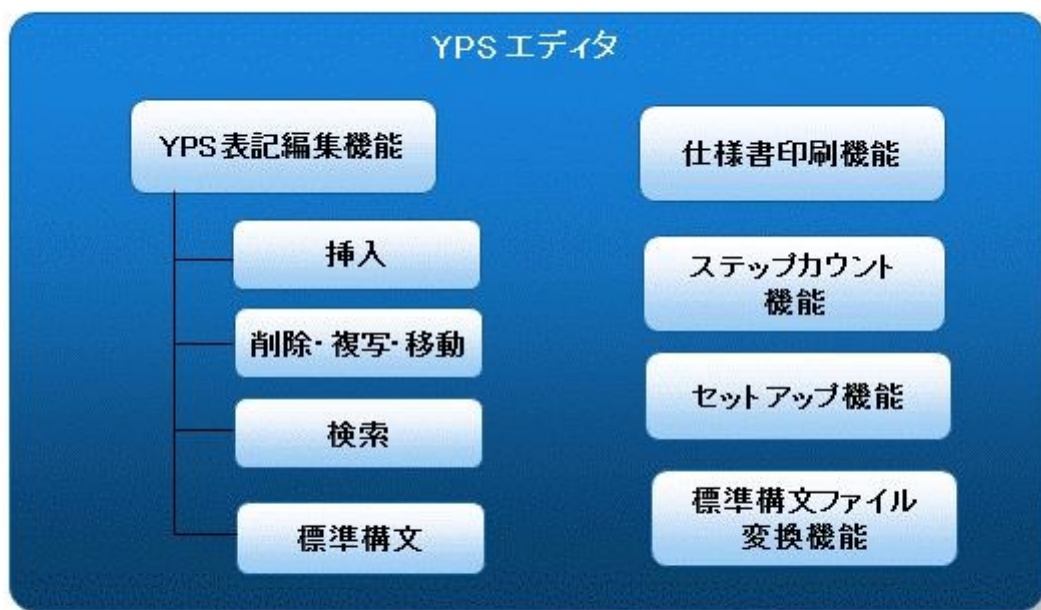 YPS エディタ
YPS 表記編集機能
挿入
削除・複写・移動
検索
標準構文
仕様書印刷機能
ステップカウント
機能
セットアップ機能
標準構文ファイル
変換機能